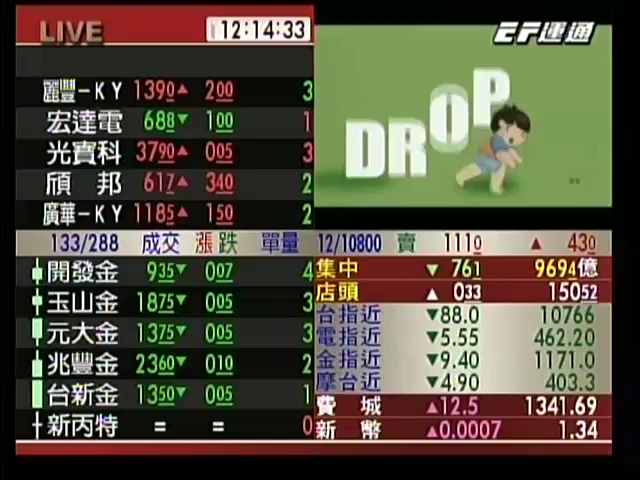 LIVE 12:14:33
EF運通
DROP
麗豐-KY 1390▲ 200 3
宏達電 688▼ 100 1
光寶科 3790▲ 005 3
頎邦 617▲ 340 2
廣華-KY 1185▲ 150 2
133/288 成交 漲跌 單量
12/10800 賣 1110 ▲ 430
開發金 935▼ 007 4
玉山金 1875▼ 005 3
元大金 1375▼ 005 3
兆豐金 2360▼ 010 2
台新金 1350▼ 005 1
新丙特 = = 0
集中 ▼ 761 9694億
店頭 ▲ 033 15052
台指近 ▼88.0 10766
電指近 ▼5.55 462.20
金指近 ▼9.40 1171.0
摩台近 ▼4.90 403.3
費城 ▲12.5 1341.69
新幣 ▲0.0007 1.34